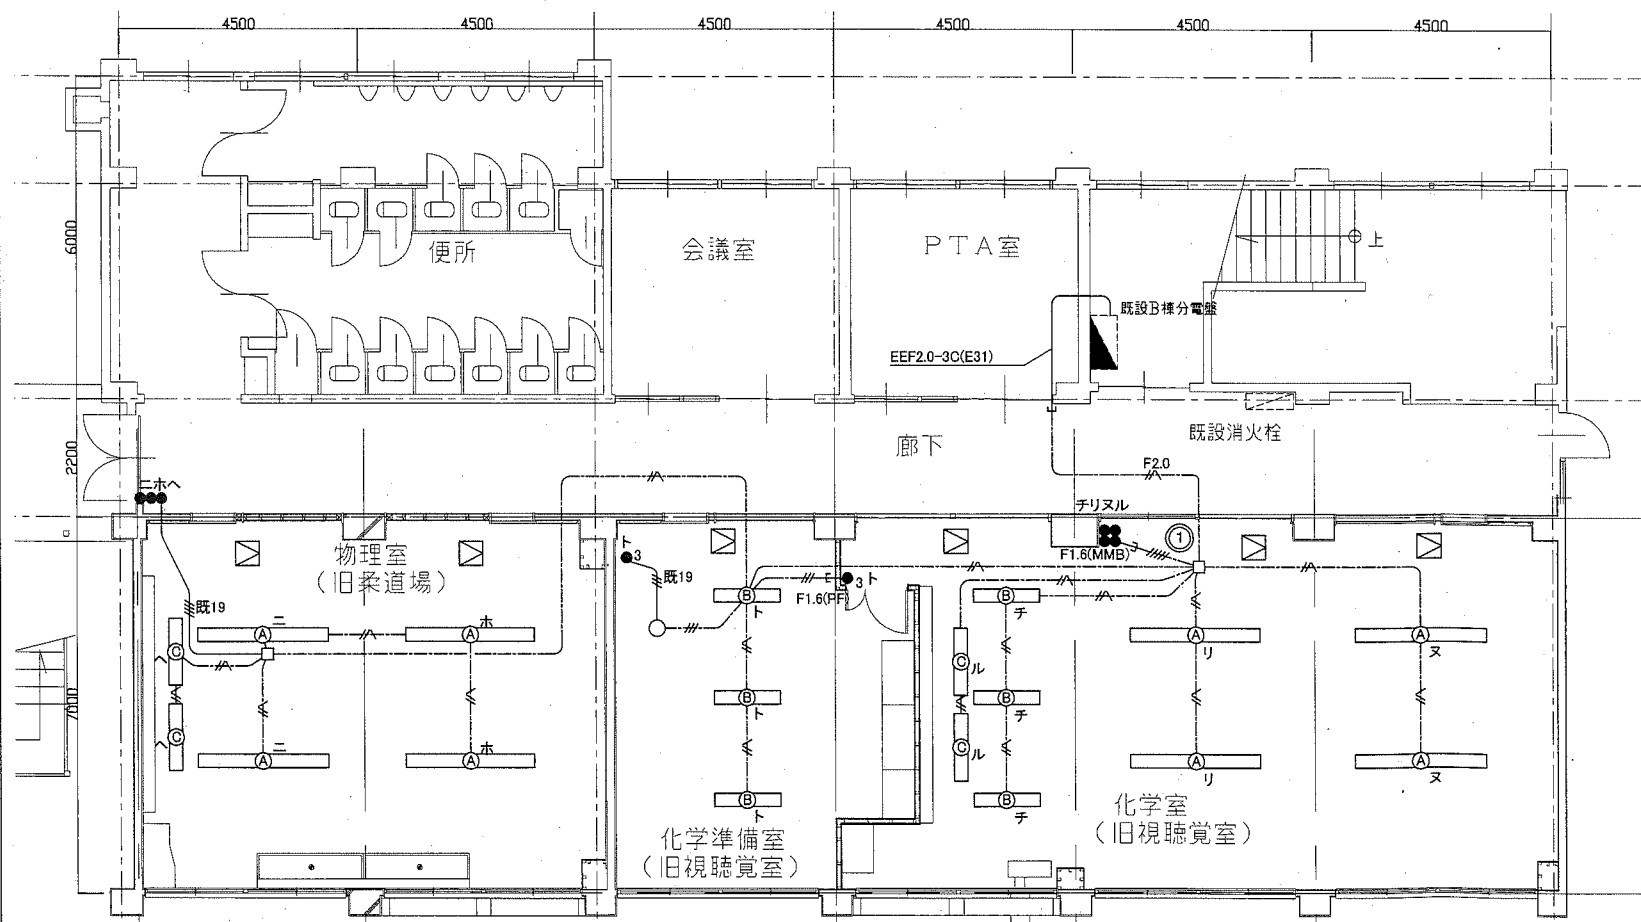 4500
4500
4500
4500
4500
4500
6000
2200
7000
便所
会議室
PTA室
上
既設B棟分電盤
EEF2.0-3C(E31)
廊下
既設消火栓
F2.0
ニホヘ
チリヌル
F1.6(MMB)
1
物理室
(旧柔道場)
ト
3
既19
F1.6(PF)
3
ト
既19
ニ
A
ホ
A
B
ト
B
チ
A
リ
A
ヌ
C
ヘ
C
ル
B
ト
B
チ
C
ヘ
C
ル
ニ
A
ホ
A
A
リ
A
ヌ
B
ト
B
チ
化学準備室
(旧視聴覚室)
化学室
(旧視聴覚室)